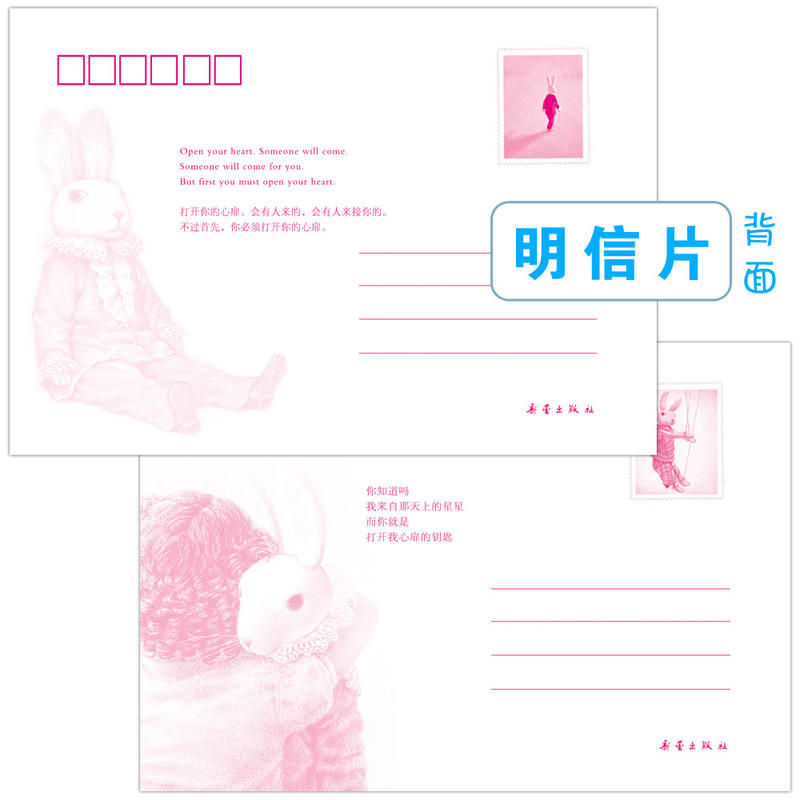 Open your heart. Someone will come.
Someone will come for you.
But first you must open your heart.
打开你的心扉。会有人来的，会有人来接你的。
不过首先，你必须打开你的心扉。
明信片
背面
新蕾出版社
你知道吗
我来自那天上的星星
而你就是
打开我心扉的钥匙
新蕾出版社